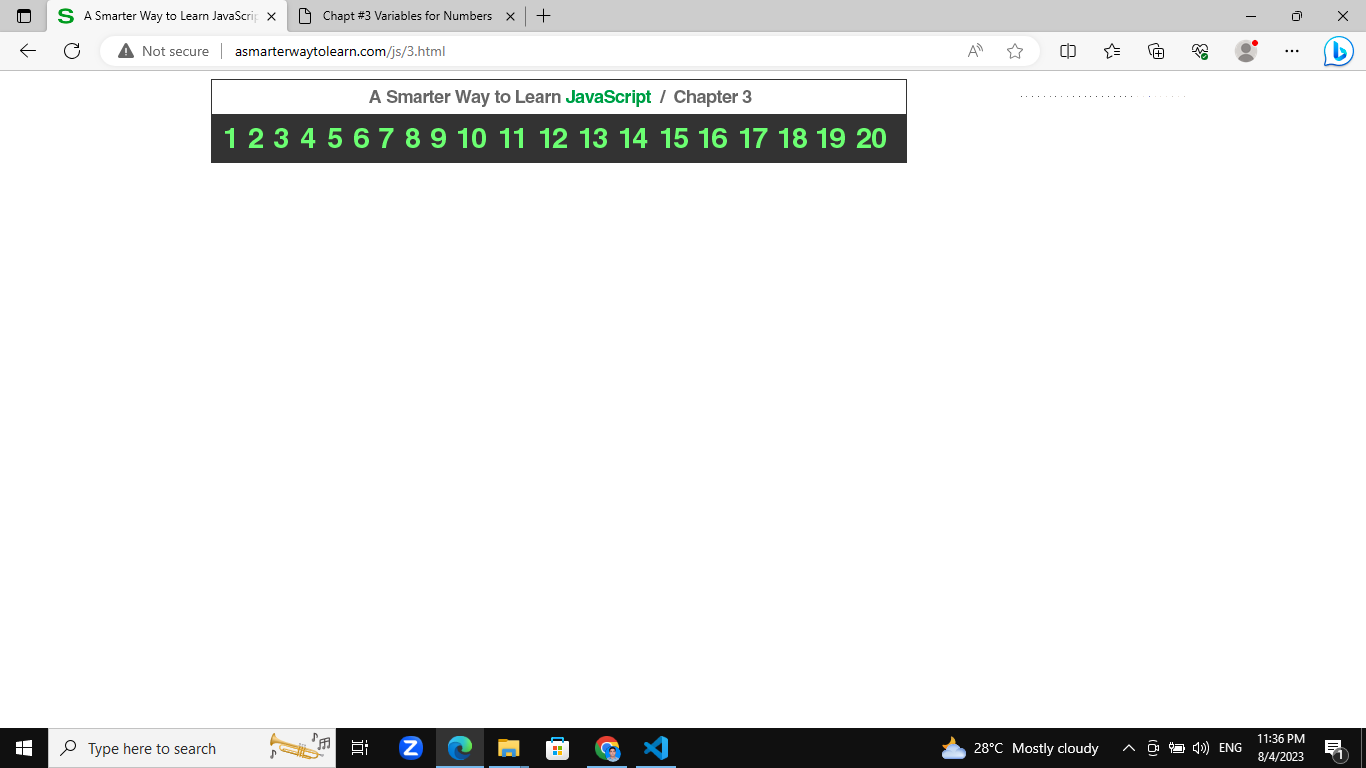 A Smarter Way to Learn JavaScrip
Chapt #3 Variables for Numbers
Not secure
asmarterwaytolearn.com/js/3.html
A Smarter Way to Learn JavaScript / Chapter 3
1 2 3 4 5 6 7 8 9 10 11 12 13 14 15 16 17 18 19 20
Type here to search
28°C Mostly cloudy
ENG
11:36 PM
8/4/2023
1